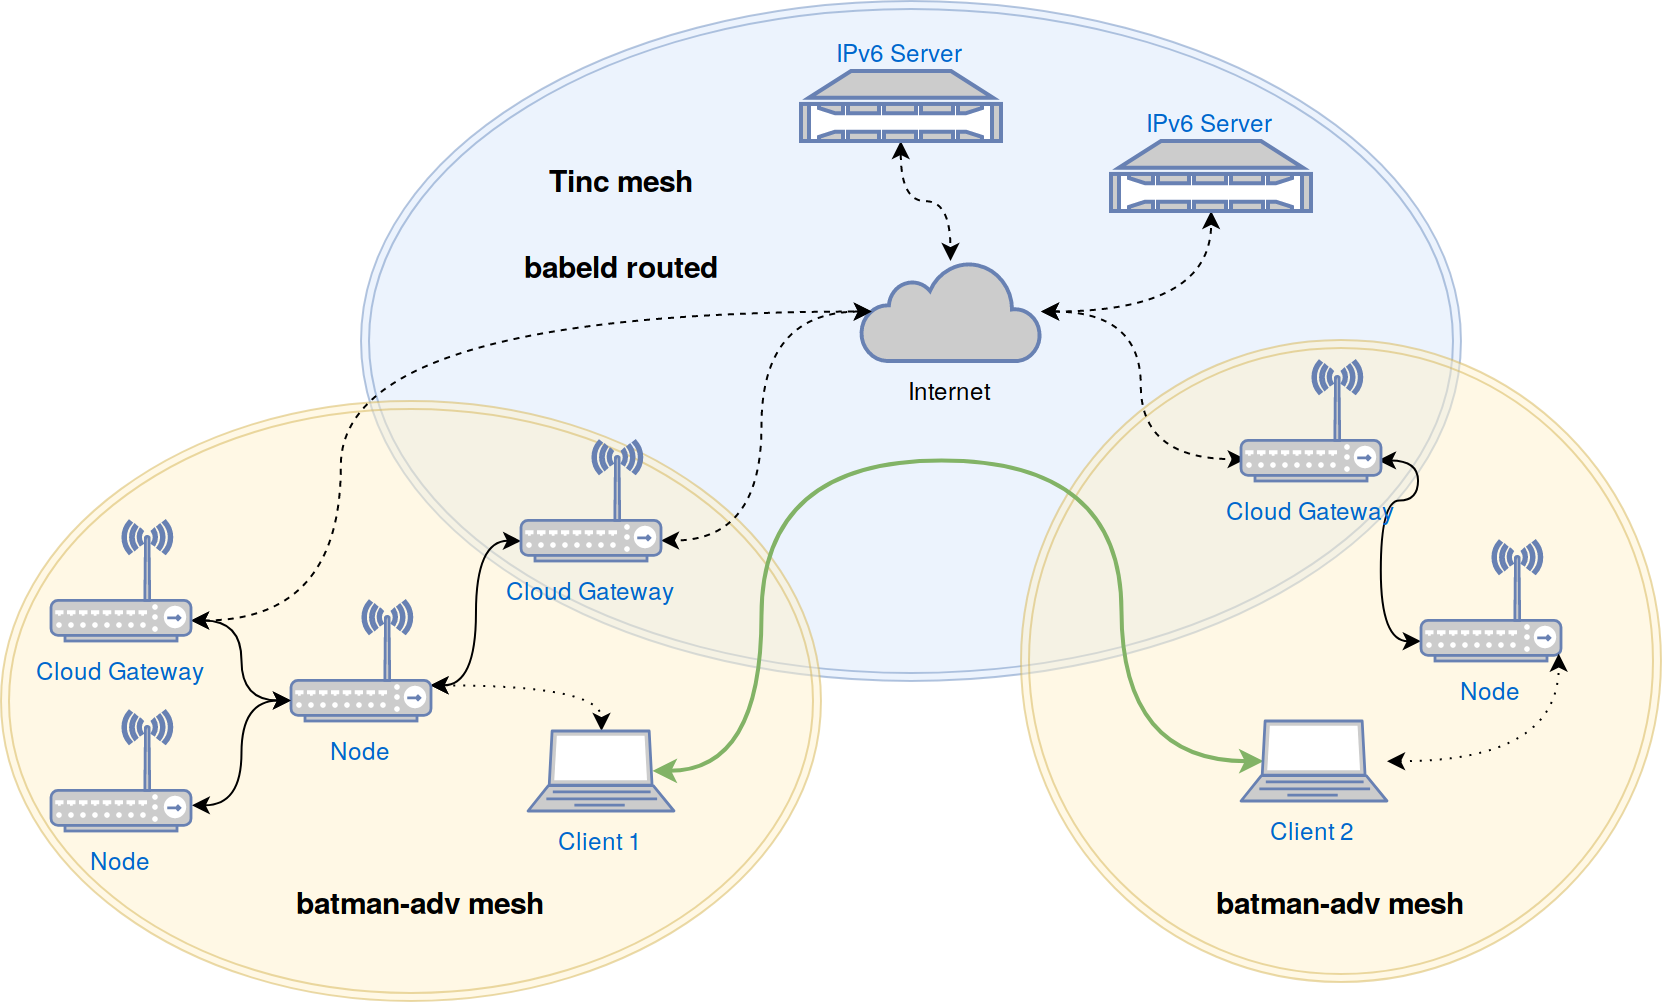 IPv6 Server
IPv6 Server
Tinc mesh
babeld routed
Internet
Cloud Gateway
Cloud Gateway
Cloud Gateway
Node
Node
Client 1
Client 2
Node
batman-adv mesh
batman-adv mesh